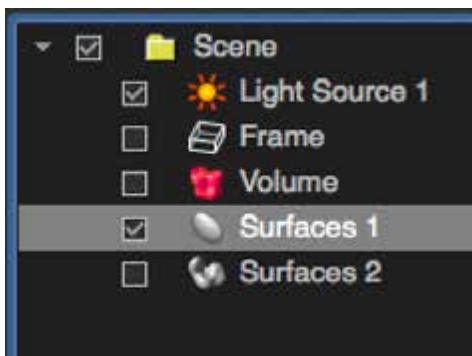 Scene
Light Source 1
Frame
Volume
Surfaces 1
Surfaces 2